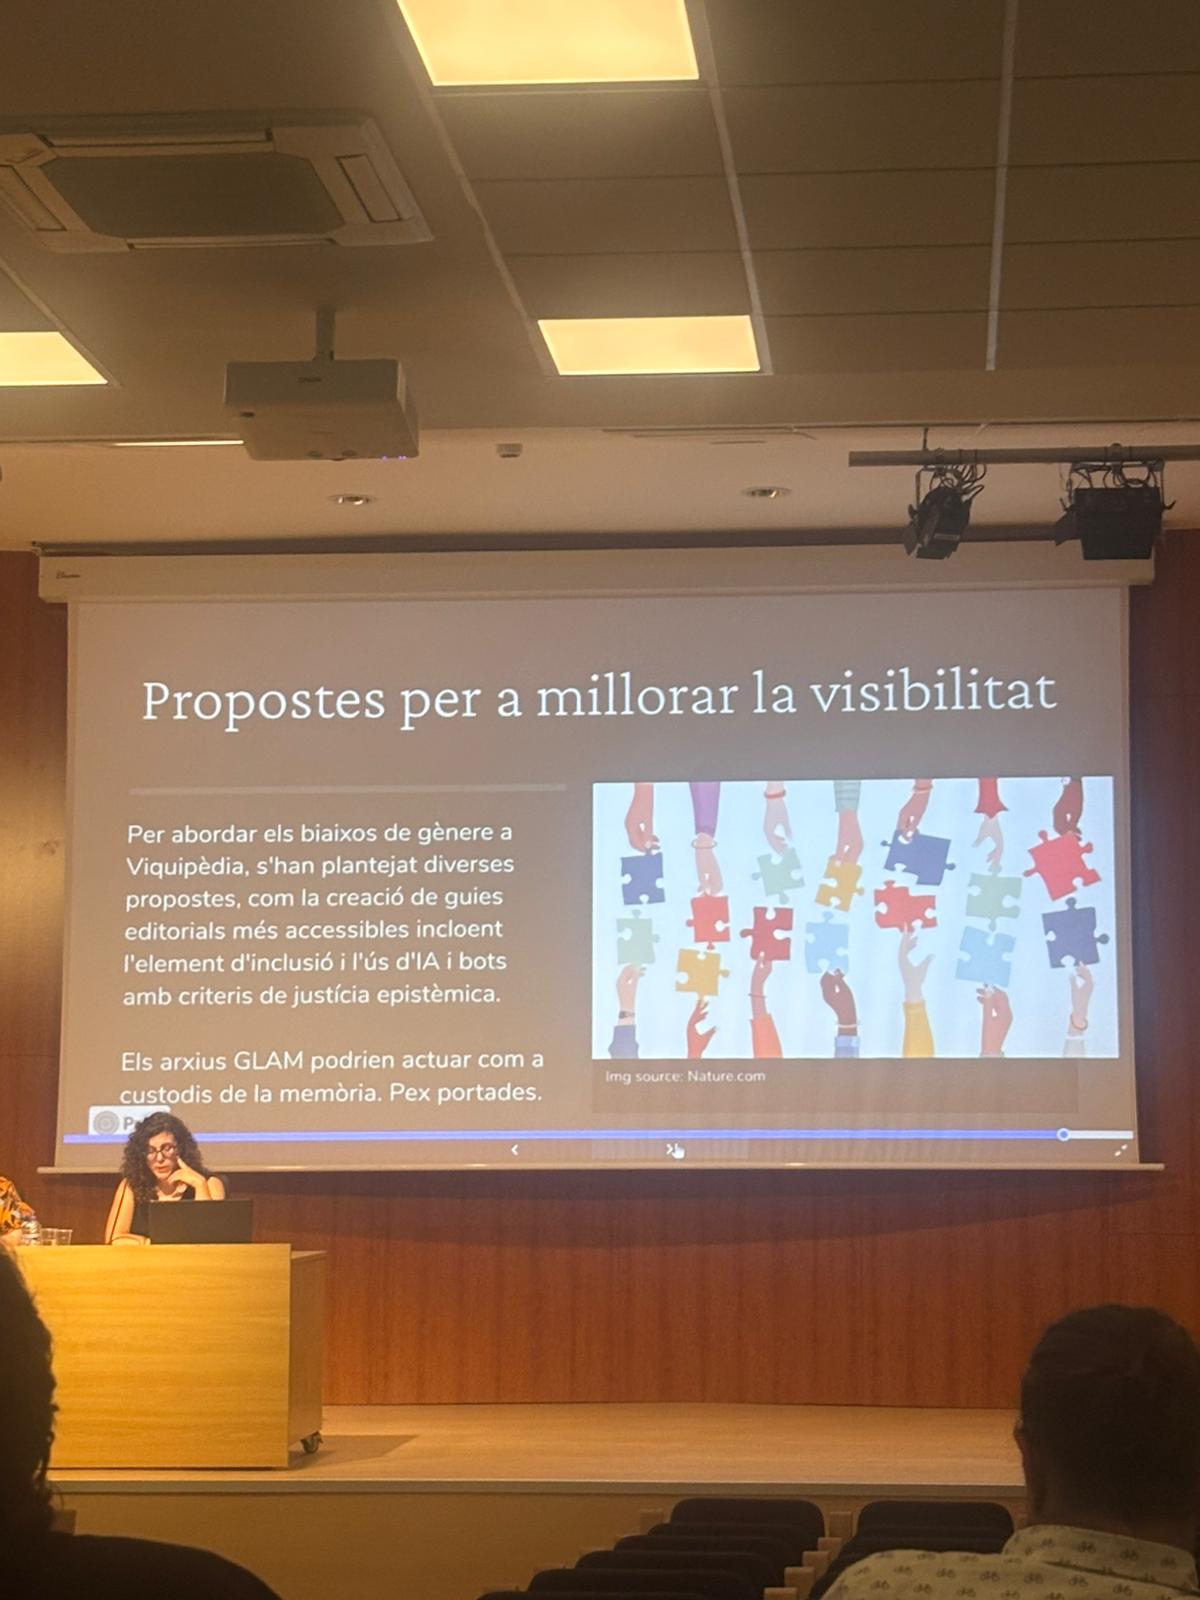 Propostes per a millorar la visibilitat
Per abordar els biaixos de gènere a
Viquipèdia, s'han plantejat diverses
propostes, com la creació de guies
editorials més accessibles incloent
l'element d'inclusió i l'ús d'IA i bots
amb criteris de justícia epistèmica.
Els arxius GLAM podrien actuar com a
custodis de la memòria. Pex portades.
Img source: Nature.com